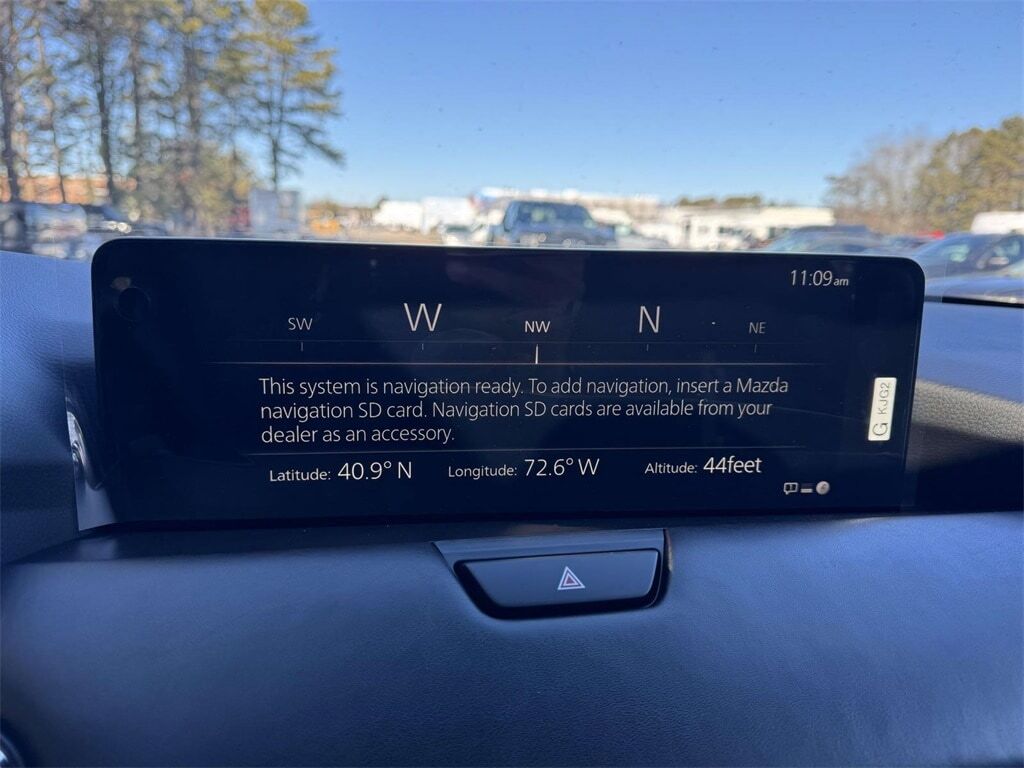 11:09am
SW W NW N NE
This system is navigation ready. To add navigation, insert a Mazda
navigation SD card. Navigation SD cards are available from your
dealer as an accessory.
G KJG2
Latitude: 40.9° N Longitude: 72.6° W Altitude: 44feet